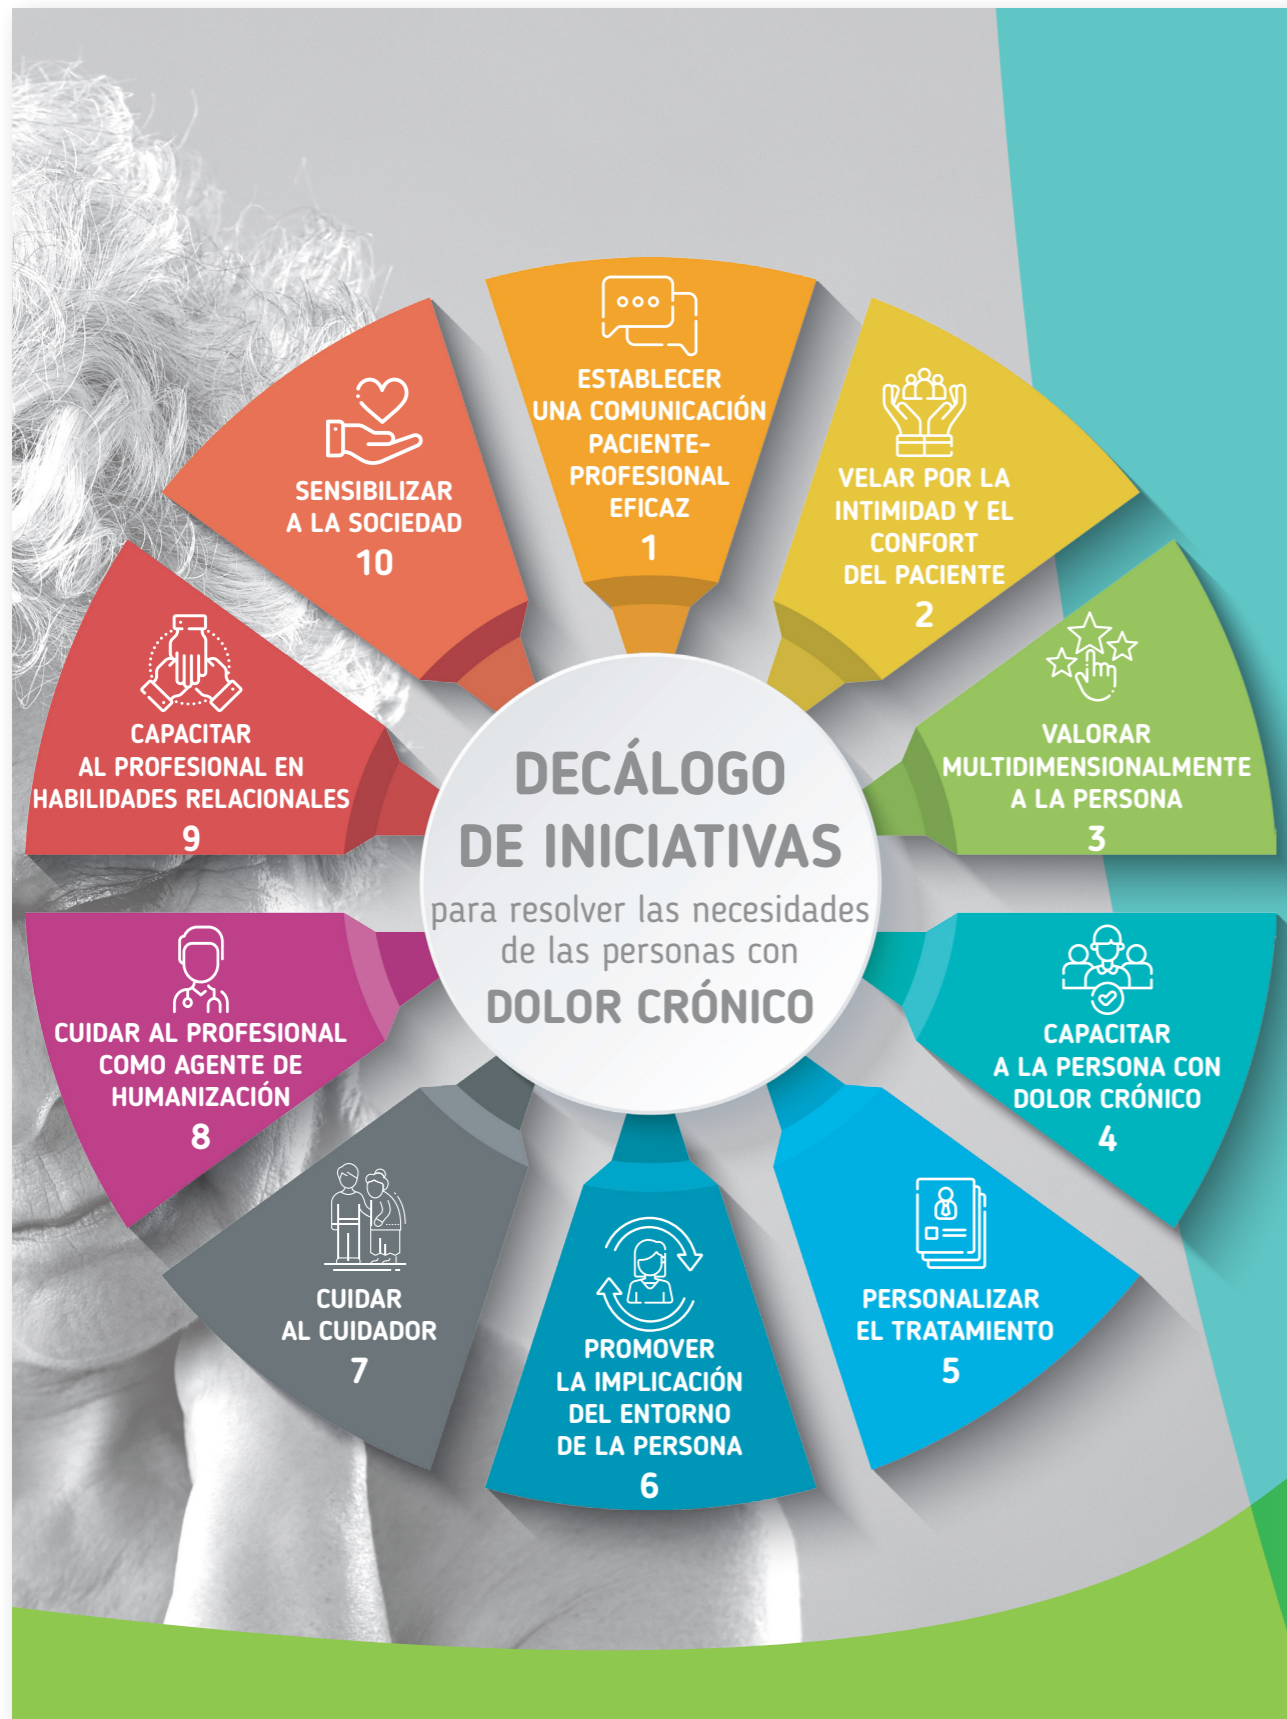 DECÁLOGO
DE INICIATIVAS
para resolver las necesidades
de las personas con
DOLOR CRÓNICO
ESTABLECER
UNA COMUNICACIÓN
PACIENTE-
PROFESIONAL
EFICAZ
1
VELAR POR LA
INTIMIDAD Y EL
CONFORT
DEL PACIENTE
2
VALORAR
MULTIDIMENSIONALMENTE
A LA PERSONA
3
CAPACITAR
A LA PERSONA CON
DOLOR CRÓNICO
4
PERSONALIZAR
EL TRATAMIENTO
5
PROMOVER
LA IMPLICACIÓN
DEL ENTORNO
DE LA PERSONA
6
CUIDAR
AL CUIDADOR
7
CUIDAR AL PROFESIONAL
COMO AGENTE DE
HUMANIZACIÓN
8
CAPACITAR
AL PROFESIONAL EN
HABILIDADES RELACIONALES
9
SENSIBILIZAR
A LA SOCIEDAD
10